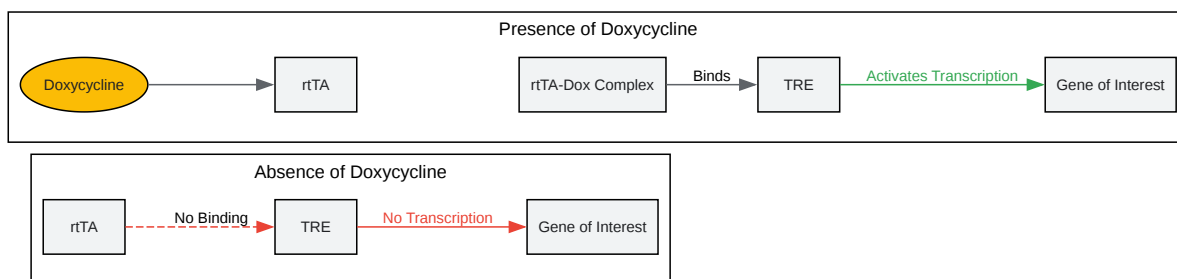 Presence of Doxycycline
Doxycycline
rtTA
rtTA-Dox Complex
Binds
TRE
Activates Transcription
Gene of Interest
Absence of Doxycycline
rtTA
No Binding
TRE
No Transcription
Gene of Interest